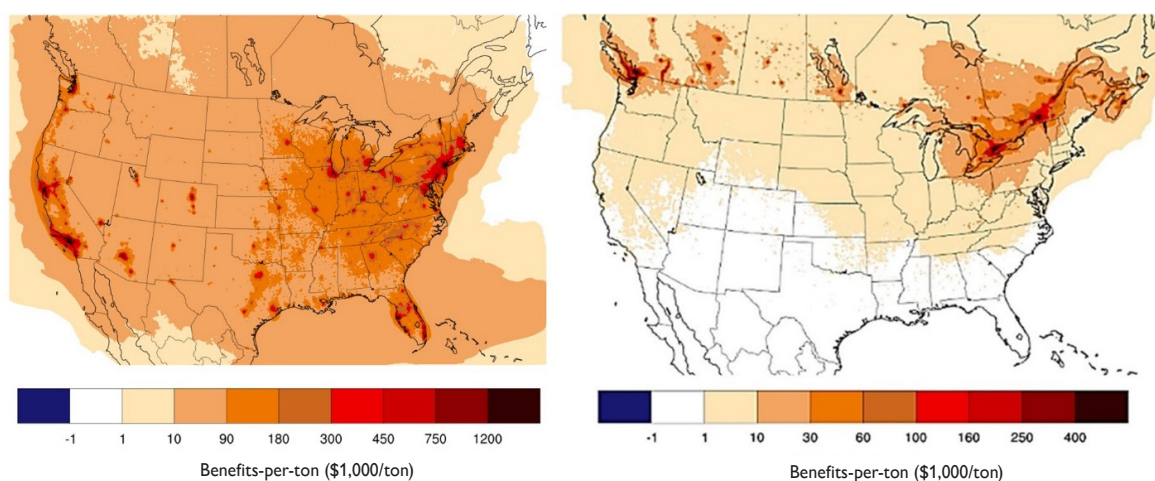 -1 1 10 90 180 300 450 750 1200
Benefits-per-ton ($1,000/ton)
-1 1 10 30 60 100 160 250 400
Benefits-per-ton ($1,000/ton)